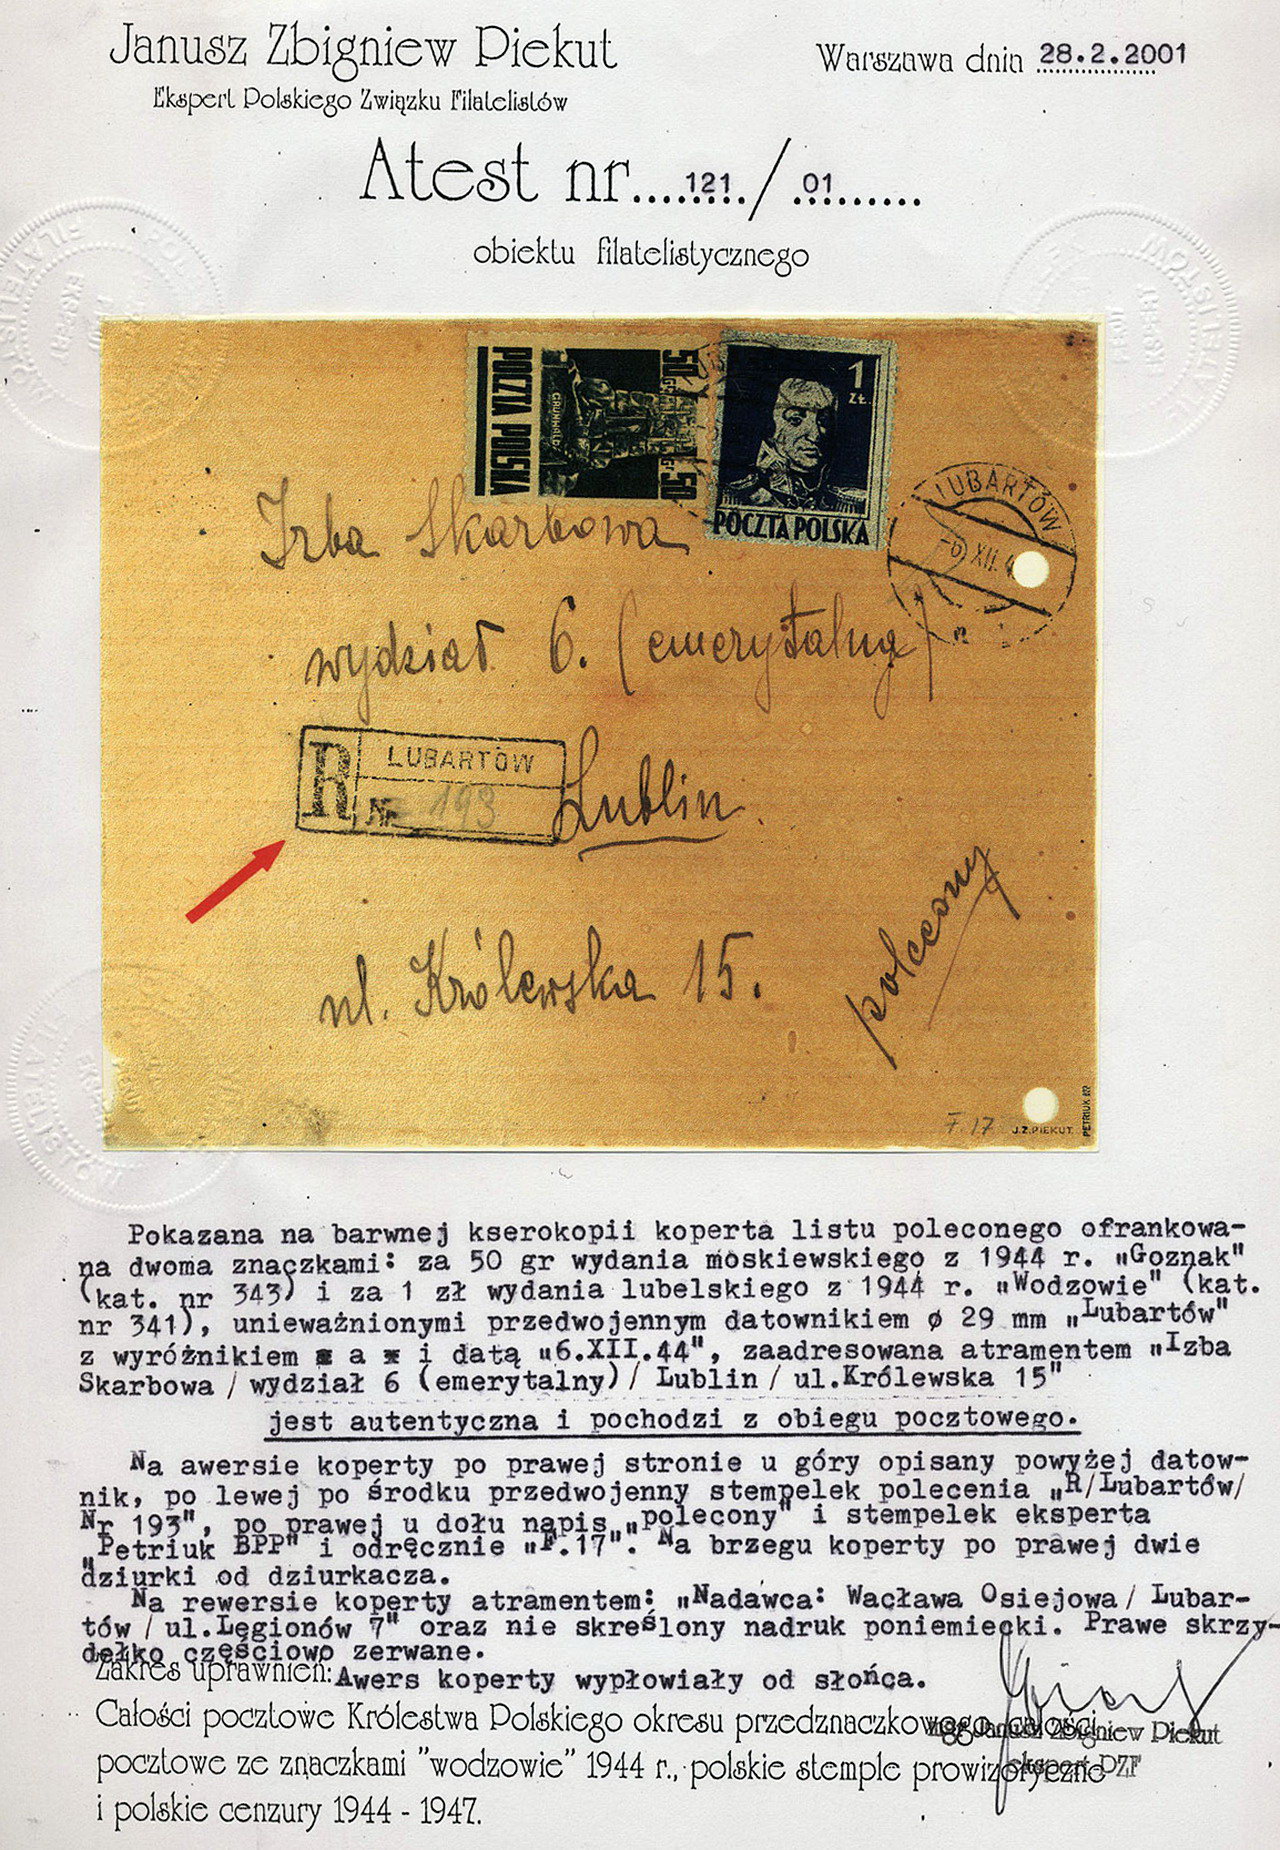 Janusz Zbigniew Piekut
Warszawa dnia 28.2.2001
Ekspert Polskiego Związku Filatelistów
Atest nr....121./.01.......
obiektu filatelistycznego
50 gr
POCZTA POLSKA
GRUNWALD
50
1
ZŁ
POCZTA POLSKA
LUBARTÓW
-6 XII. 4
Izba Skarbowa
wydział 6. (emerytalny)
R LUBARTÓW
Nr 193
Lublin.
ul. Królewska 15.
polecony
F. 17
J.Z.PIEKUT.
PETRIUK
Pokazana na barwnej kserokopii koperta listu poleconego ofrankowa-
na dwoma znaczkami: za 50 gr wydania moskiewskiego z 1944 r. "Goznak"
(kat. nr 343) i za 1 zł wydania lubelskiego z 1944 r. "Wodzowie" (kat.
nr 341), unieważnionymi przedwojennym datownikiem ø 29 mm "Lubartów"
z wyróżnikiem * a * i datą "6.XII.44", zaadresowana atramentem "Izba
Skarbowa / wydział 6 (emerytalny)/ Lublin / ul.Królewska 15"
jest autentyczna i pochodzi z obiegu pocztowego.
Na awersie koperty po prawej stronie u góry opisany powyżej datow-
nik, po lewej po środku przedwojenny stempelek polecenia "R/Lubartów/
Nr 193", po prawej u dołu napis "polecony" i stempelek eksperta
"Petriuk BPP" i odręcznie "F.17". Na brzegu koperty po prawej dwie
dziurki od dziurkacza.
Na rewersie koperty atramentem: "Nadawca: Wacława Osiejowa / Lubar-
tów / ul.Legionów 7" oraz nie skreślony nadruk poniemiecki. Prawe skrzy-
dełko częściowo zerwane.
Zakres uprawnień: Awers koperty wypłowiały od słońca.
Całości pocztowe Królestwa Polskiego okresu przedznaczkowego, całości
Janusz Zbigniew Piekut
pocztowe ze znaczkami "wodzowie" 1944 r., polskie stemple prowizoryczne
ekspert PZF
i polskie cenzury 1944 - 1947.